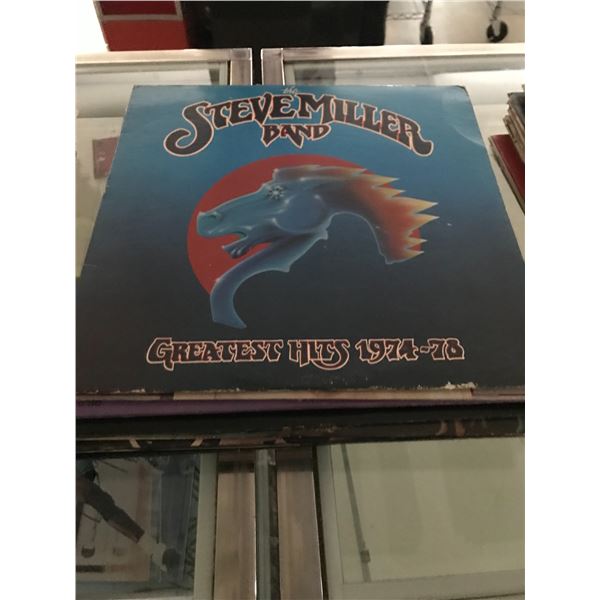 the
STEVE MILLER
BAND
GREATEST HITS 1974-78